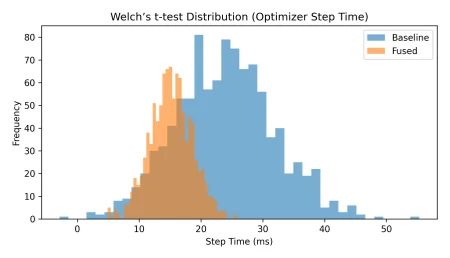 Welch's t-test Distribution (Optimizer Step Time)
Baseline
Fused
80
70
60
50
40
30
20
10
0
Frequency
0 10 20 30 40 50
Step Time (ms)